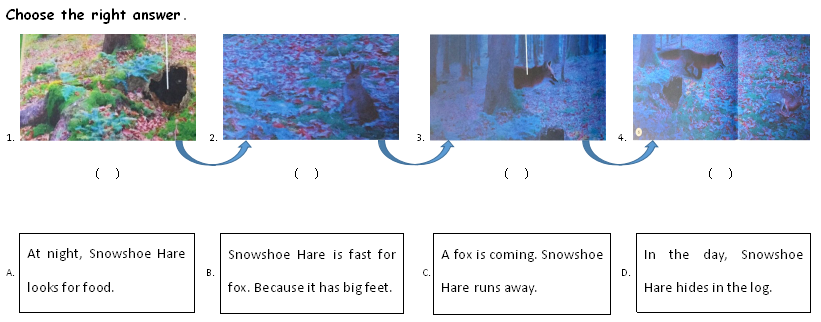 Choose the right answer.
1. 2. 3. 4.
( ) ( ) ( ) ( )
A. At night, Snowshoe Hare
looks for food.
B. Snowshoe Hare is fast for
fox. Because it has big feet.
C. A fox is coming. Snowshoe
Hare runs away.
D. In the day, Snowshoe
Hare hides in the log.